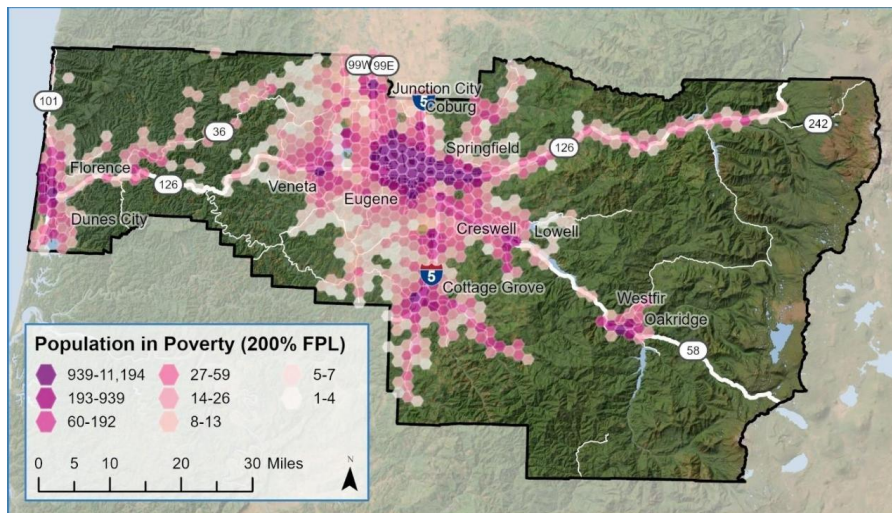 99W 99E
Junction City
5
Coburg
101
36
126
242
Springfield
Florence
126
Veneta
Eugene
Dunes City
Creswell
Lowell
5
Cottage Grove
Westfir
Oakridge
58
Population in Poverty (200% FPL)
939-11,194 27-59 5-7
193-939 14-26 1-4
60-192 8-13
0 5 10 20 30 Miles
N